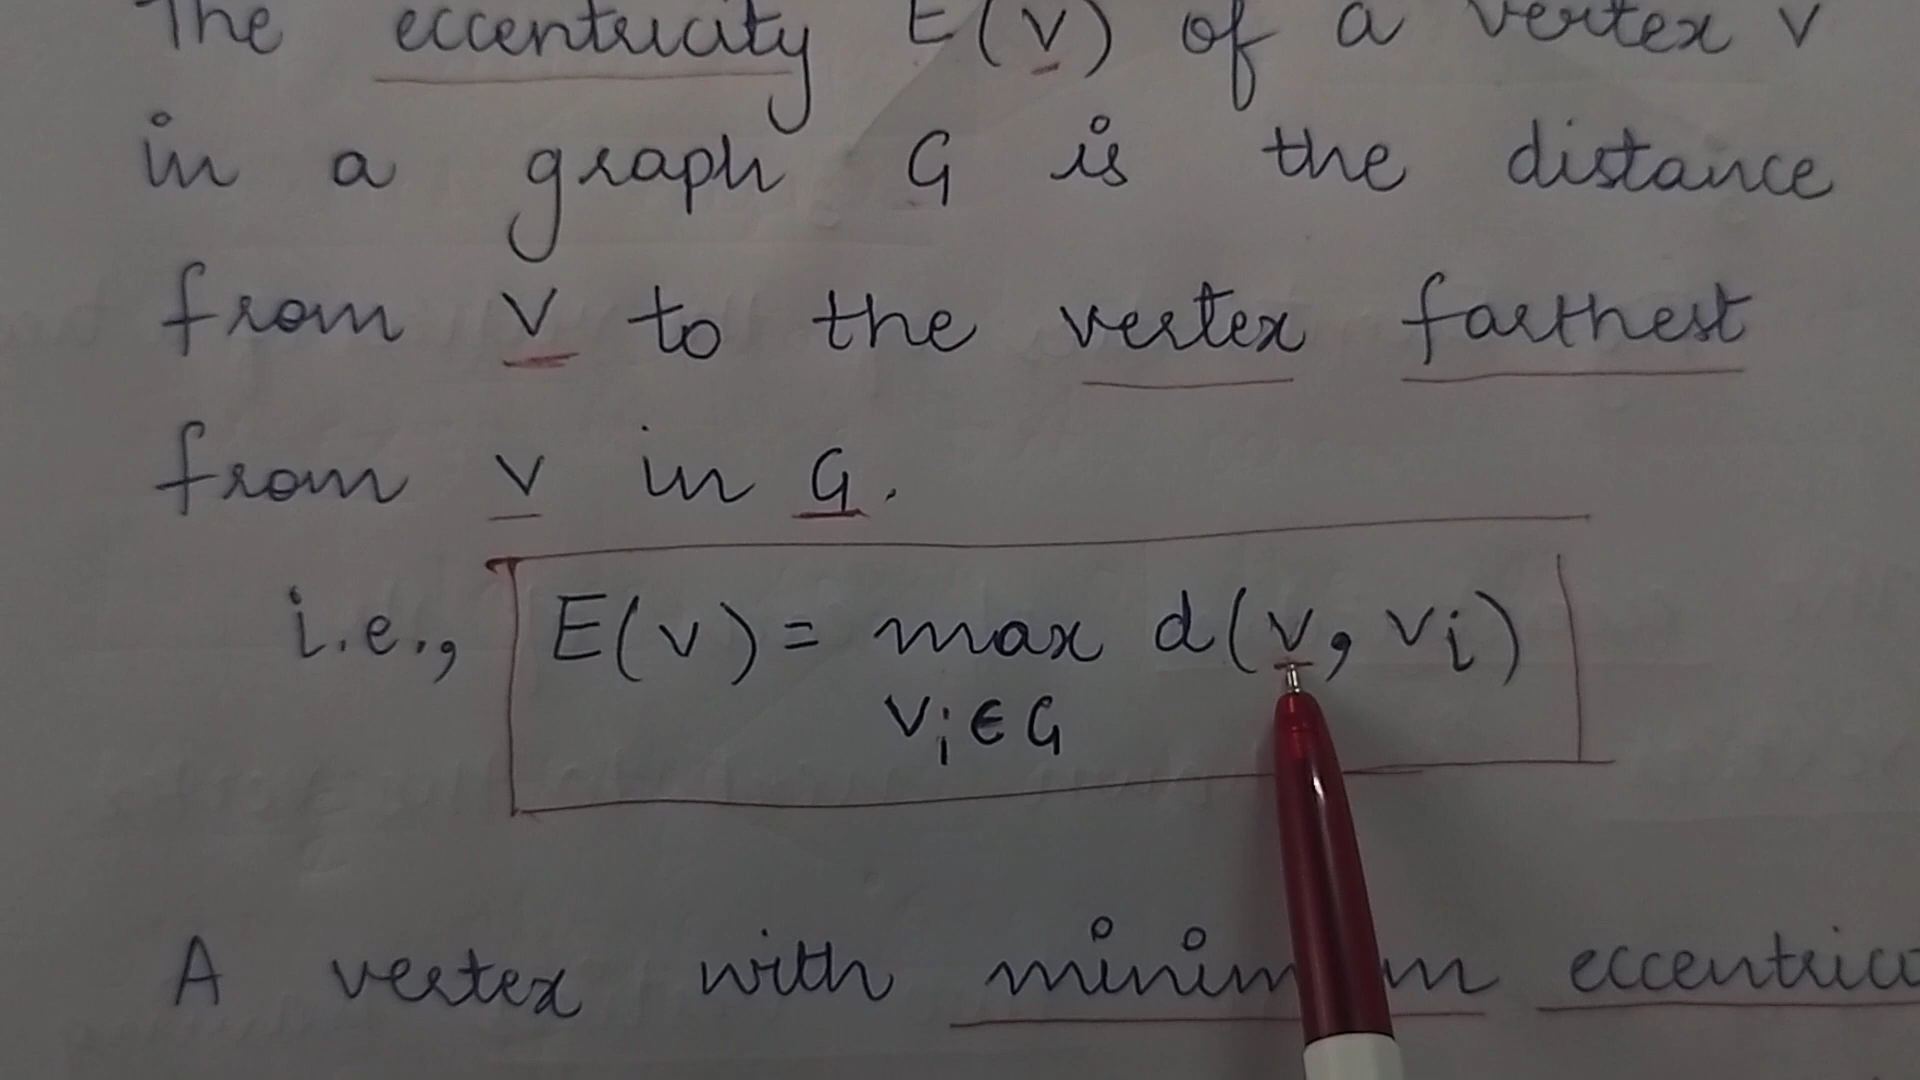 The eccentricity E(v) of a vertex v
in a graph G is the distance
from v to the vertex farthest
from v in G.
i.e., E(v) = max d(v, vi)
vi ∈ G
A vertex with minimum eccentrici